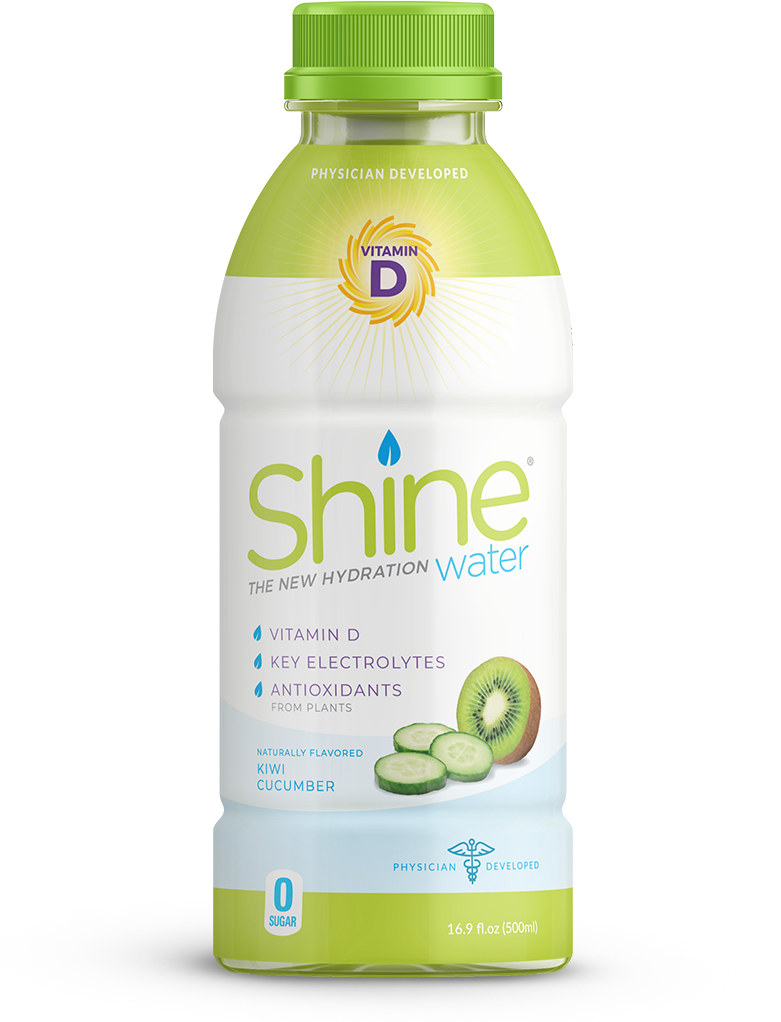 PHYSICIAN DEVELOPED
VITAMIN
D
Shine®
THE NEW HYDRATION water
VITAMIN D
KEY ELECTROLYTES
ANTIOXIDANTS
FROM PLANTS
NATURALLY FLAVORED
KIWI
CUCUMBER
PHYSICIAN DEVELOPED
0
SUGAR
16.9 fl.oz (500ml)